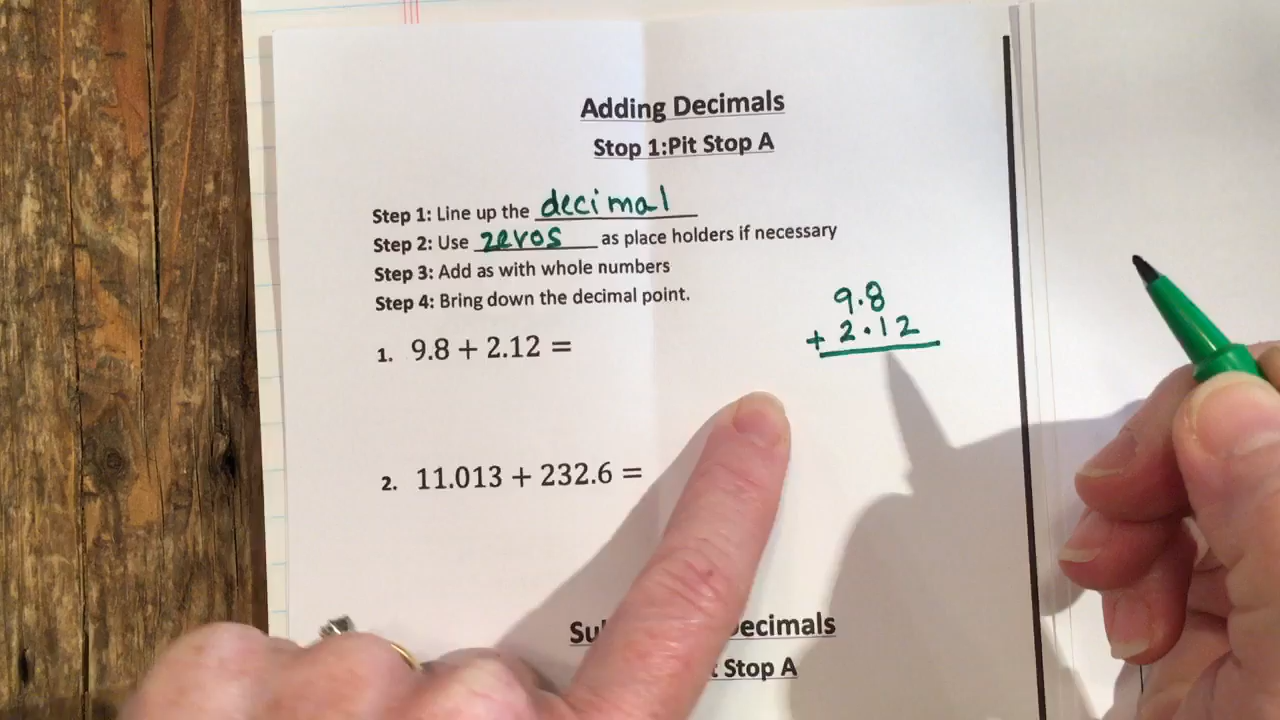 Adding Decimals
Stop 1:Pit Stop A
Step 1: Line up the decimal
Step 2: Use zeros as place holders if necessary
Step 3: Add as with whole numbers
Step 4: Bring down the decimal point.
9.8
+ 2.12
1. 9.8 + 2.12 =
2. 11.013 + 232.6 =
Stop A